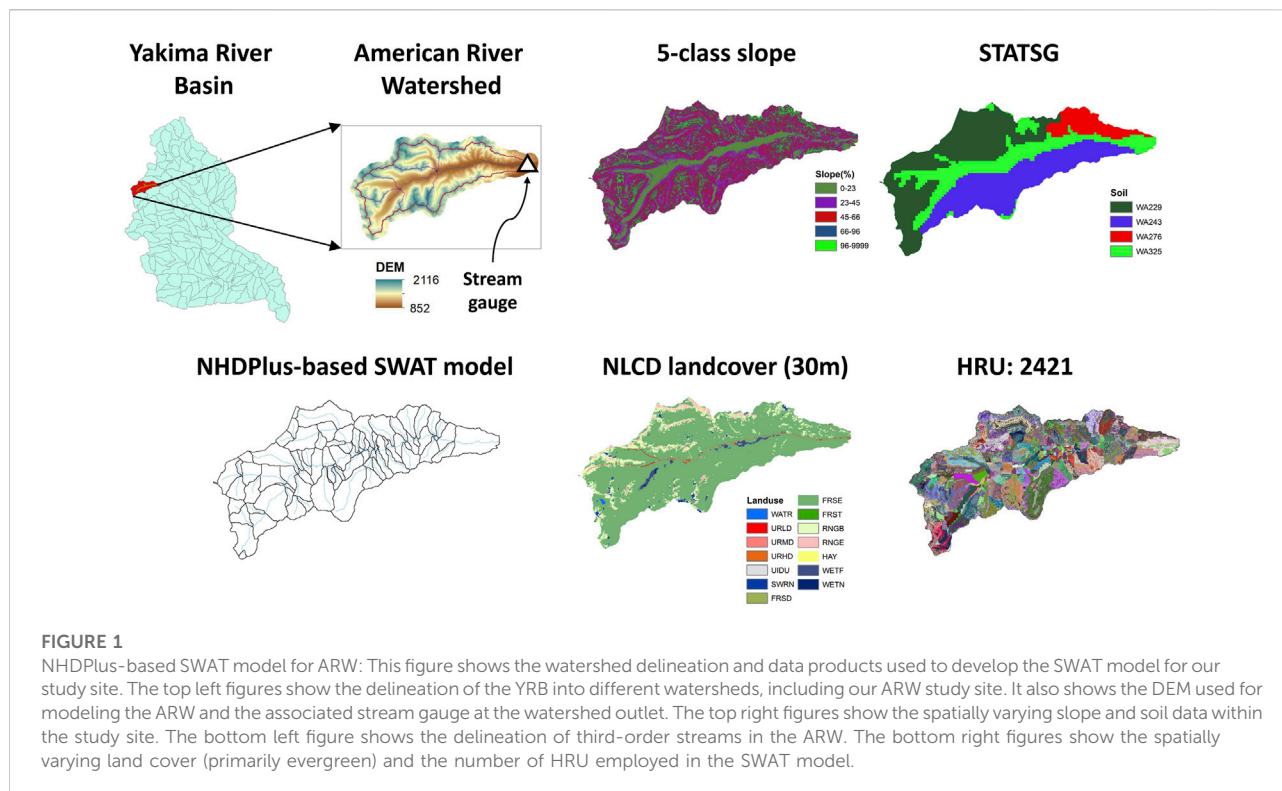 Yakima River
Basin
American River
Watershed
5-class slope
STATSG
DEM
2116
852
Stream
gauge
Slope(%)
0-23
23-45
45-66
66-96
96-9999
Soil
WA229
WA243
WA276
WA325
NHDPlus-based SWAT model
NLCD landcover (30m)
HRU: 2421
Landuse
WATR
URLD
URMD
URHD
UIDU
SWRN
FRSD
FRSE
FRST
RNGB
RNGE
HAY
WETF
WETN
FIGURE 1
NHDPlus-based SWAT model for ARW: This figure shows the watershed delineation and data products used to develop the SWAT model for our
study site. The top left figures show the delineation of the YRB into different watersheds, including our ARW study site. It also shows the DEM used for
modeling the ARW and the associated stream gauge at the watershed outlet. The top right figures show the spatially varying slope and soil data within
the study site. The bottom left figure shows the delineation of third-order streams in the ARW. The bottom right figures show the spatially
varying land cover (primarily evergreen) and the number of HRU employed in the SWAT model.